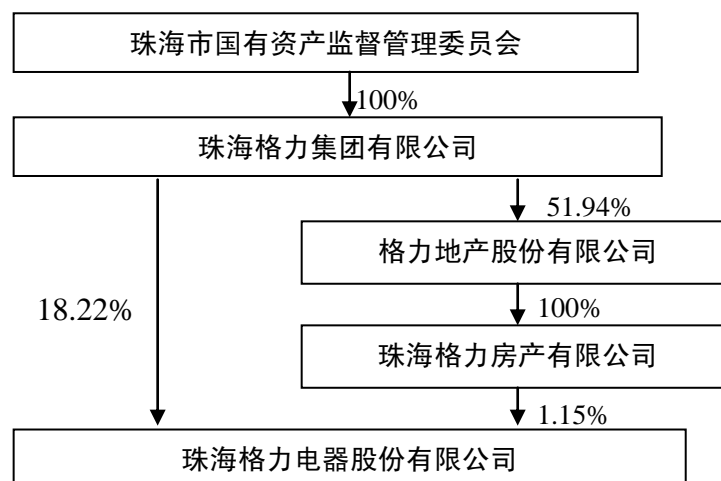 珠海市国有资产监督管理委员会
100%
珠海格力集团有限公司
51.94%
格力地产股份有限公司
18.22%
100%
珠海格力房产有限公司
1.15%
珠海格力电器股份有限公司